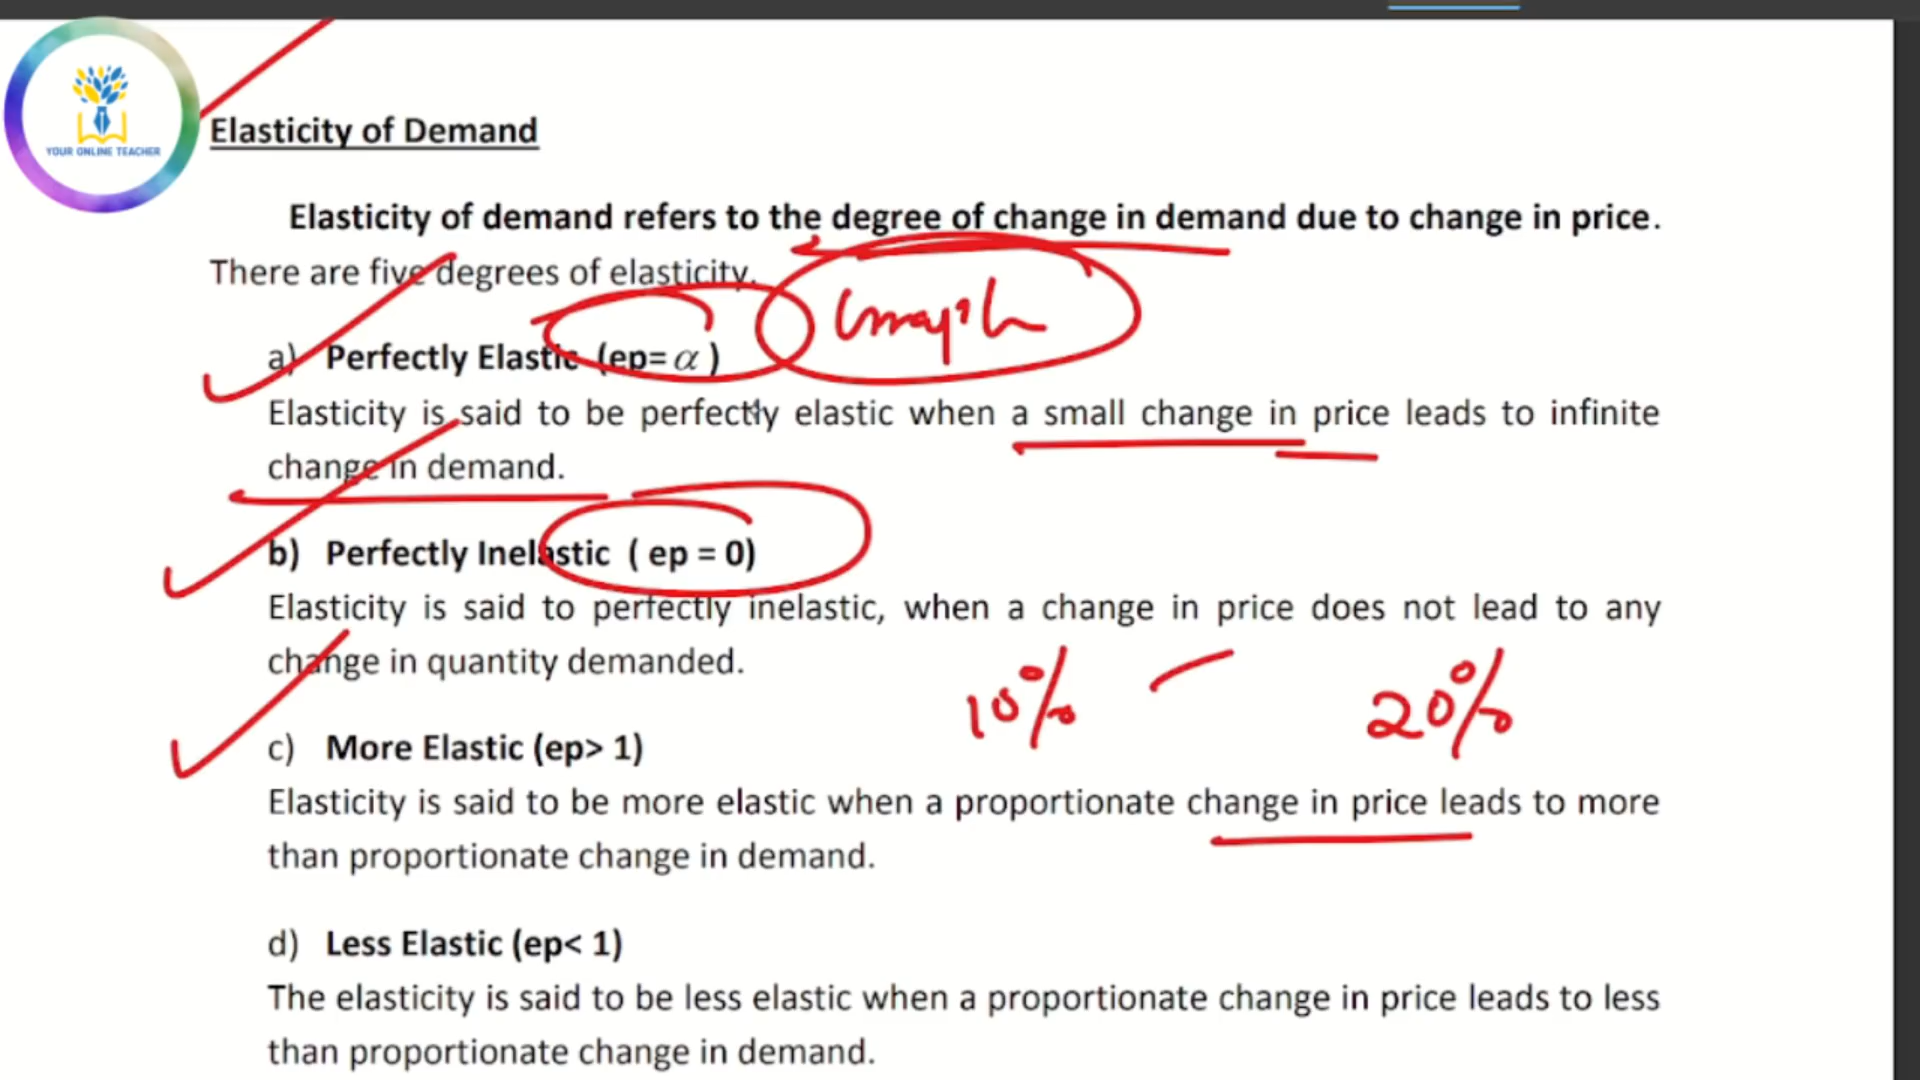 YOUR ONLINE TEACHER
Elasticity of Demand
Elasticity of demand refers to the degree of change in demand due to change in price.
There are five degrees of elasticity.
a) Perfectly Elastic (ep= α )
Elasticity is said to be perfectly elastic when a small change in price leads to infinite
change in demand.
b) Perfectly Inelastic ( ep = 0)
Elasticity is said to perfectly inelastic, when a change in price does not lead to any
change in quantity demanded.
10% 20%
c) More Elastic (ep> 1)
Elasticity is said to be more elastic when a proportionate change in price leads to more
than proportionate change in demand.
d) Less Elastic (ep< 1)
The elasticity is said to be less elastic when a proportionate change in price leads to less
than proportionate change in demand.